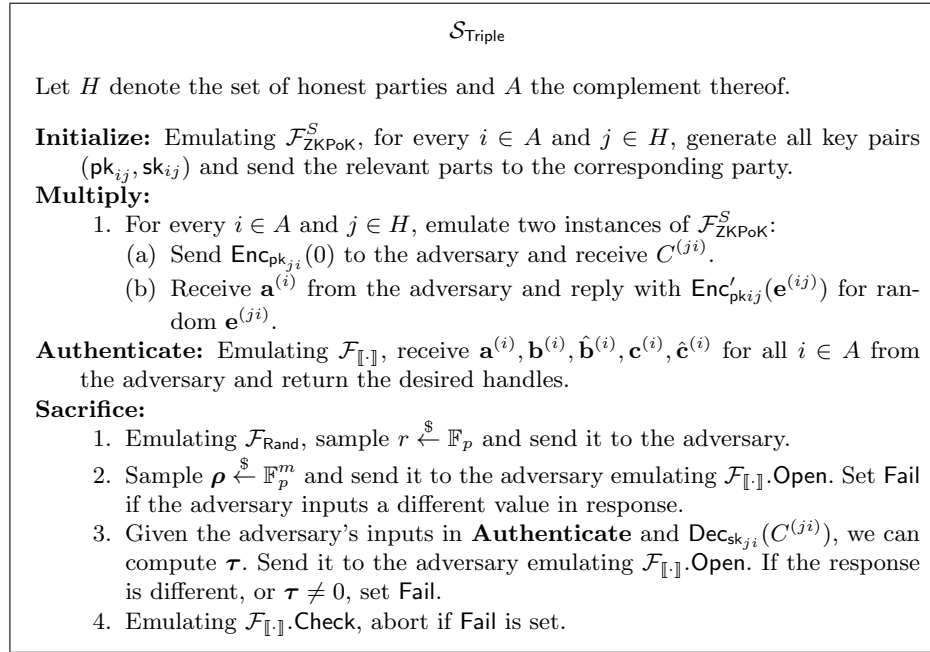 𝒮_Triple
Let H denote the set of honest parties and A the complement thereof.
Initialize: Emulating ℱ^S_ZKPoK, for every i ∈ A and j ∈ H, generate all key pairs
(pk_ij, sk_ij) and send the relevant parts to the corresponding party.
Multiply:
1. For every i ∈ A and j ∈ H, emulate two instances of ℱ^S_ZKPoK:
(a) Send Enc_{pk_ji}(0) to the adversary and receive C^(ji).
(b) Receive a^(i) from the adversary and reply with Enc′_{pkij}(e^(ij)) for ran-
dom e^(ji).
Authenticate: Emulating ℱ_⟦·⟧, receive a^(i), b^(i), b̂^(i), c^(i), ĉ^(i) for all i ∈ A from
the adversary and return the desired handles.
Sacrifice:
1. Emulating ℱ_Rand, sample r ←$ 𝔽_p and send it to the adversary.
2. Sample ρ ←$ 𝔽_p^m and send it to the adversary emulating ℱ_⟦·⟧.Open. Set Fail
if the adversary inputs a different value in response.
3. Given the adversary's inputs in Authenticate and Dec_{sk_ji}(C^(ji)), we can
compute τ. Send it to the adversary emulating ℱ_⟦·⟧.Open. If the response
is different, or τ ≠ 0, set Fail.
4. Emulating ℱ_⟦·⟧.Check, abort if Fail is set.